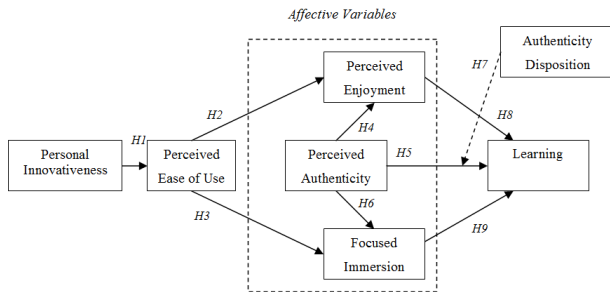 Affective Variables
Authenticity
Disposition
H7
Perceived
Enjoyment
H2
H8
H4
H1
Personal
Innovativeness
Perceived
Ease of Use
Perceived
Authenticity
H5
Learning
H3
H6
H9
Focused
Immersion